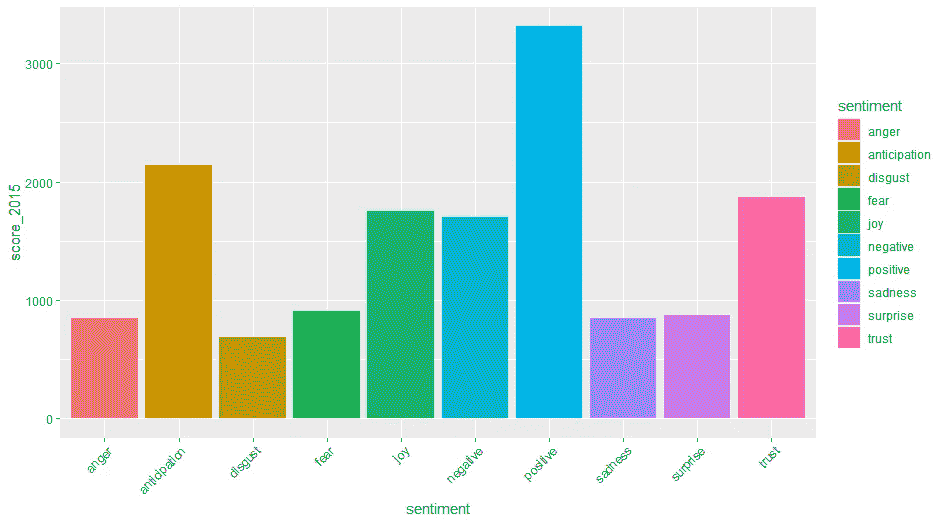 3000
2000
1000
0
score_2015
anger
anticipation
disgust
fear
joy
negative
positive
sadness
surprise
trust
sentiment
sentiment
anger
anticipation
disgust
fear
joy
negative
positive
sadness
surprise
trust